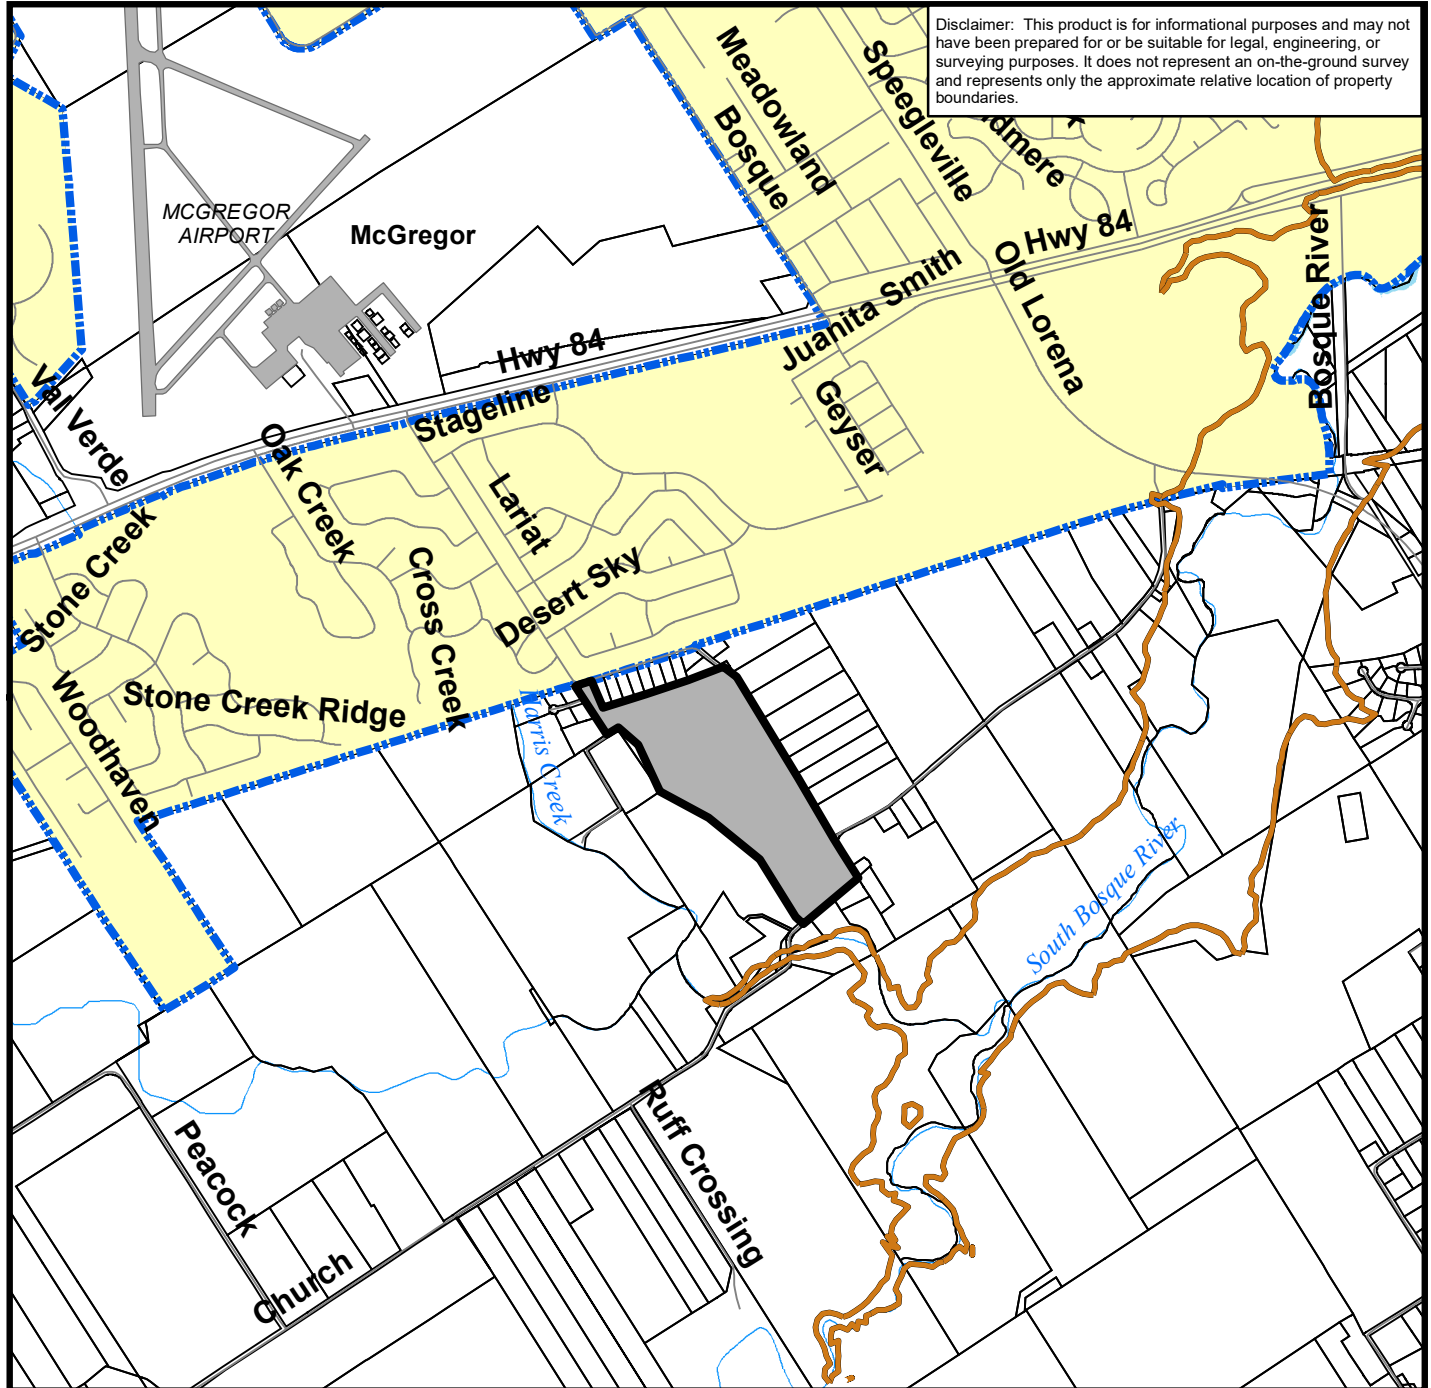 Disclaimer: This product is for informational purposes and may not
have been prepared for or be suitable for legal, engineering, or
surveying purposes. It does not represent an on-the-ground survey
and represents only the approximate relative location of property
boundaries.
Meadowland
Bosque
Speegleville
dmere
MCGREGOR
AIRPORT
McGregor
Hwy 84
Old Lorena
Bosque River
Juanita Smith
Hwy 84
Stageline
Geyser
Val Verde
Oak Creek
Lariat
Stone Creek
Cross Creek
Desert Sky
Woodhaven
Stone Creek Ridge
Harris Creek
South Bosque River
Ruff Crossing
Peacock
Church